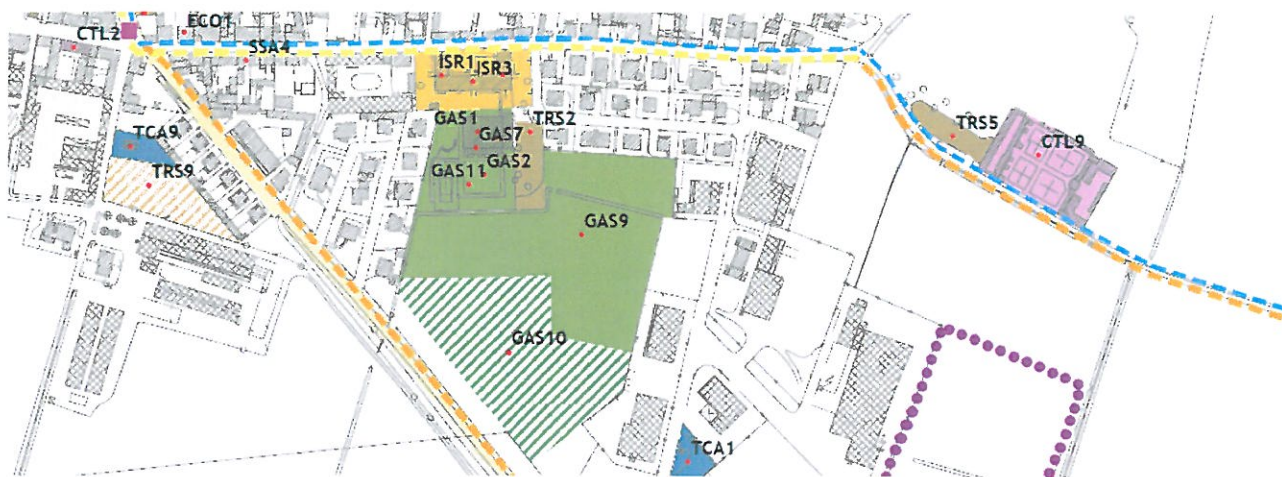 ECO1
CTL2
SSA4
ISR1
ISR3
GAS1
TRS2
GAS7
TCA9
TRS5
CTL9
GAS2
TRS9
GAS11
GAS9
GAS10
TCA1